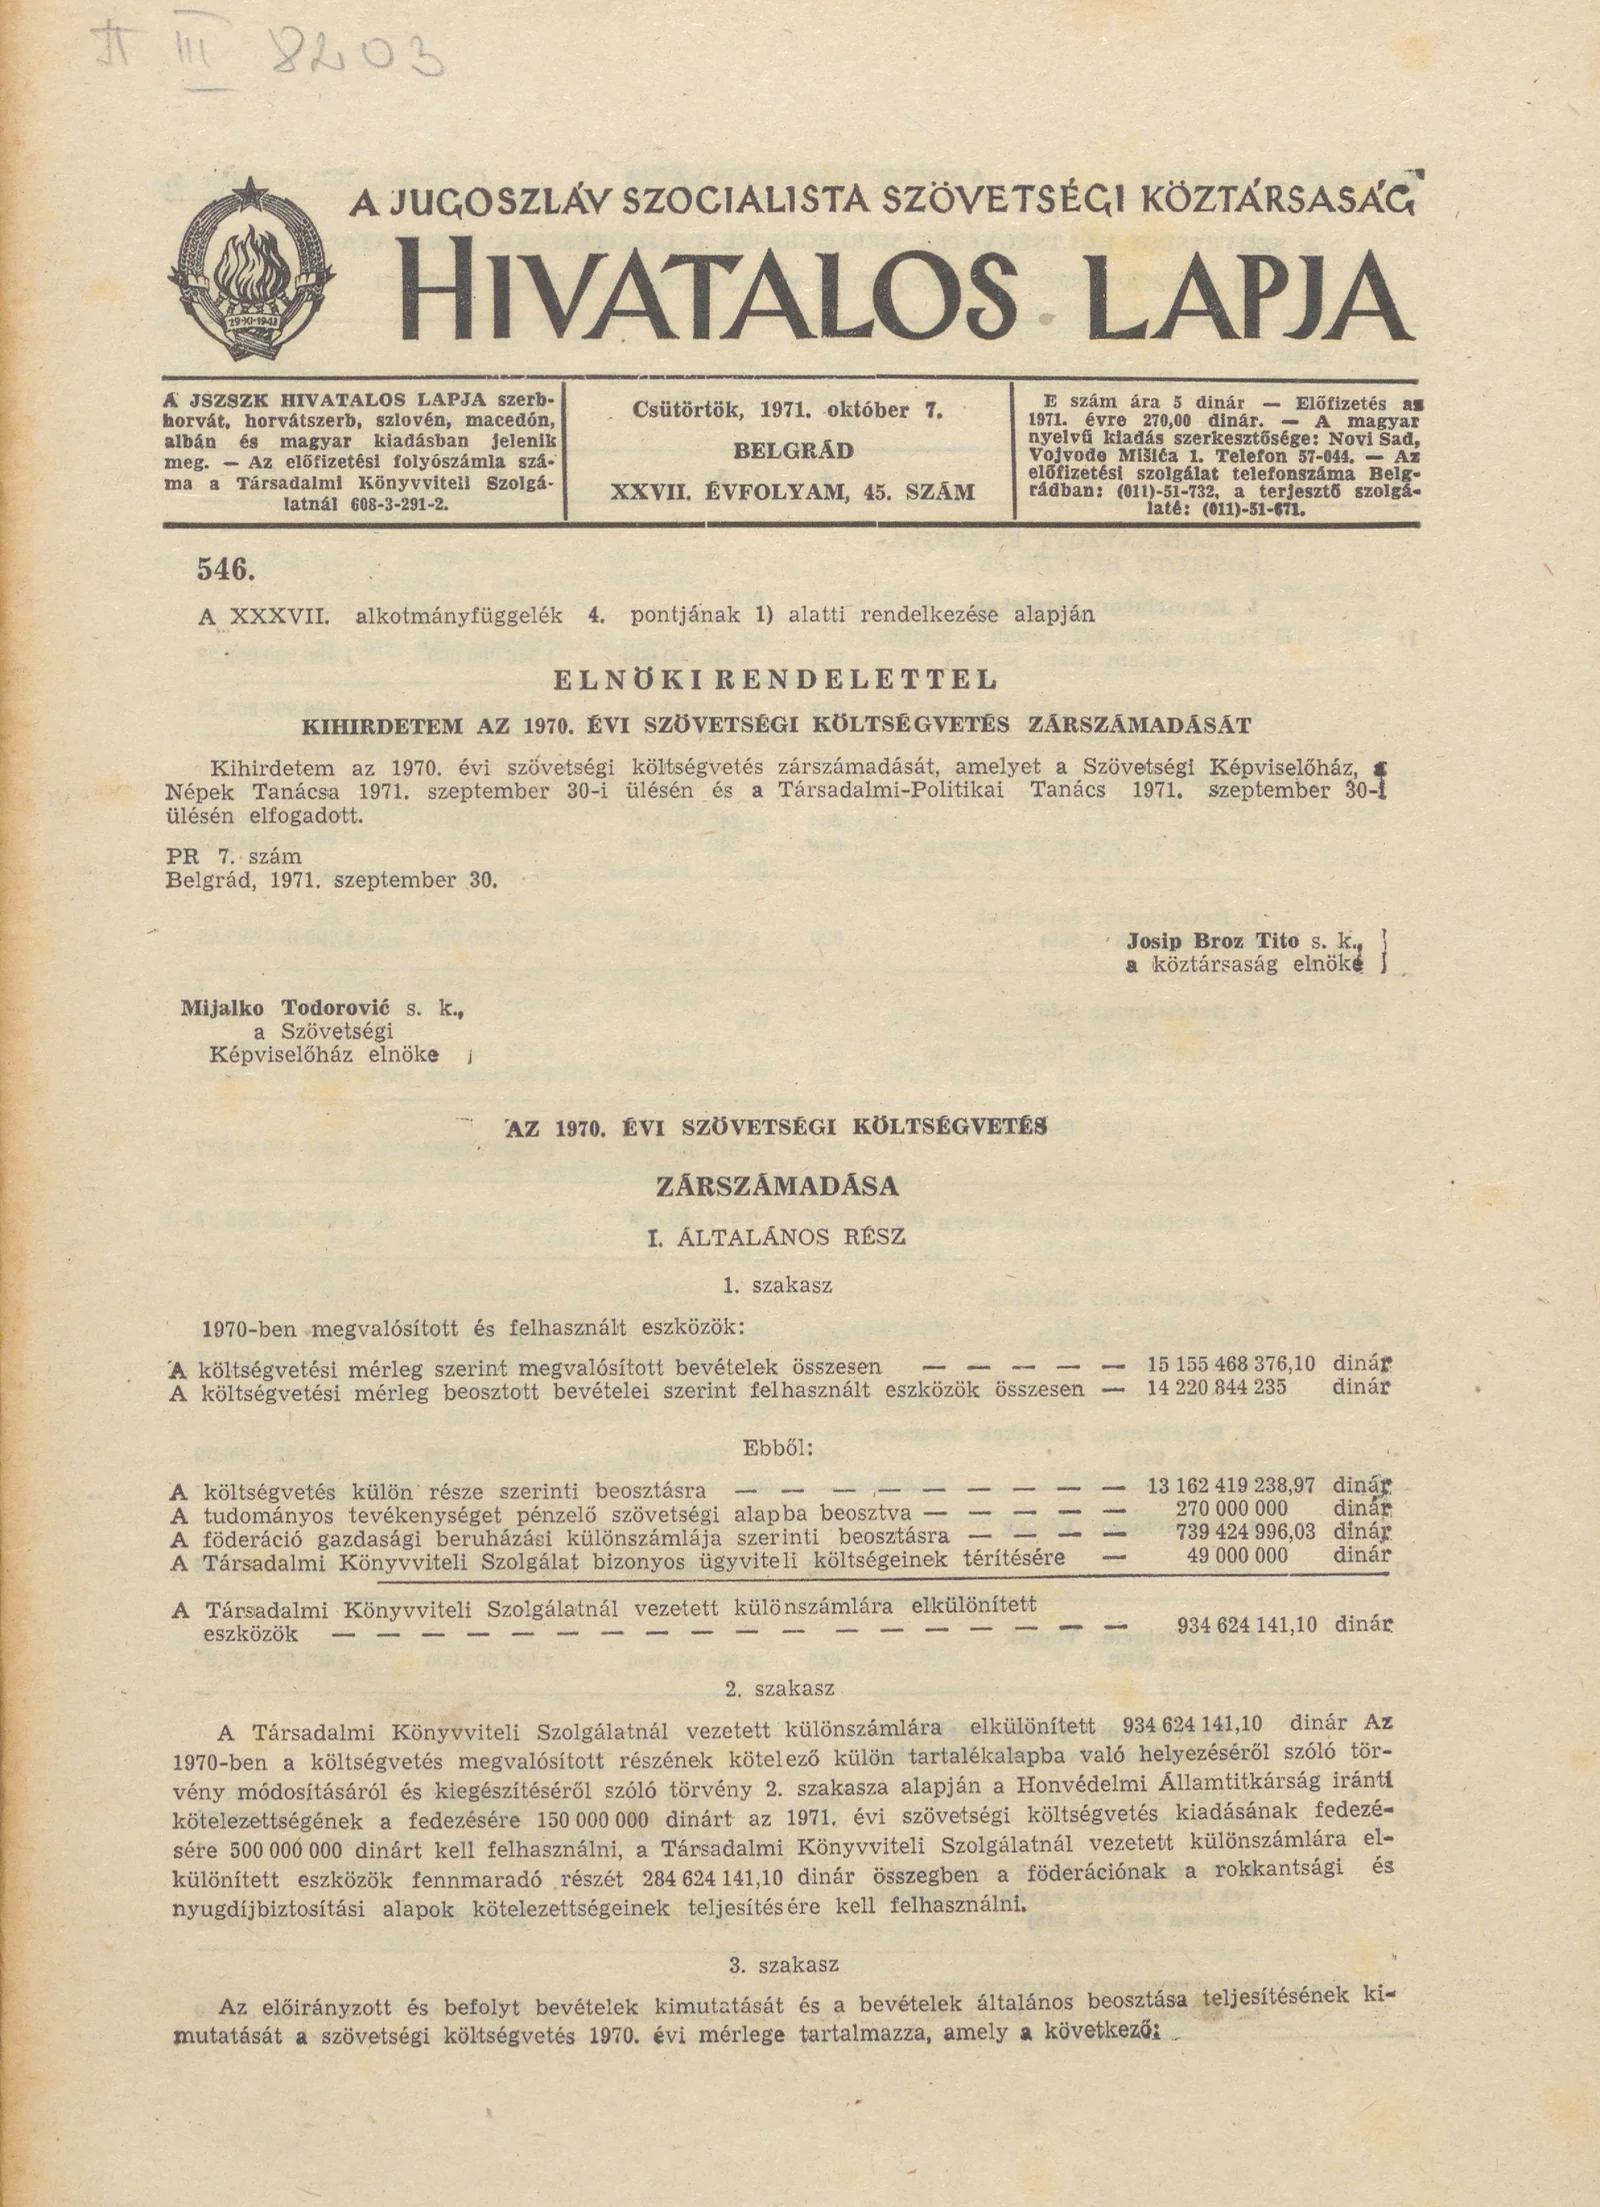 II III 8203
A JUGOSZLÁV SZOCIALISTA SZÖVETSÉGI KÖZTÁRSASÁG
HIVATALOS LAPJA
29·XI·1943
A JSZSZK HIVATALOS LAPJA szerb-
horvát, horvátszerb, szlovén, macedón,
albán és magyar kiadásban jelenik
meg. — Az előfizetési folyószámla szá-
ma a Társadalmi Könyvviteli Szolgá-
latnál 608-3-291-2.
Csütörtök, 1971. október 7.
BELGRÁD
XXVII. ÉVFOLYAM, 45. SZÁM
E szám ára 5 dinár — Előfizetés az
1971. évre 270,00 dinár. — A magyar
nyelvű kiadás szerkesztősége: Novi Sad,
Vojvode Mišića 1. Telefon 57-044. — Az
előfizetési szolgálat telefonszáma Belg-
rádban: (011)-51-732, a terjesztő szolgá-
laté: (011)-51-671.
546.
A XXXVII. alkotmányfüggelék 4. pontjának 1) alatti rendelkezése alapján
ELNÖKI RENDELETTEL
KIHIRDETEM AZ 1970. ÉVI SZÖVETSÉGI KÖLTSÉGVETÉS ZÁRSZÁMADÁSÁT
Kihirdetem az 1970. évi szövetségi költségvetés zárszámadását, amelyet a Szövetségi Képviselőház, a
Népek Tanácsa 1971. szeptember 30-i ülésén és a Társadalmi-Politikai Tanács 1971. szeptember 30-i
ülésén elfogadott.
PR 7. szám
Belgrád, 1971. szeptember 30.
Josip Broz Tito s. k.,
a köztársaság elnöke
Mijalko Todorović s. k.,
a Szövetségi
Képviselőház elnöke
AZ 1970. ÉVI SZÖVETSÉGI KÖLTSÉGVETÉS
ZÁRSZÁMADÁSA
I. ÁLTALÁNOS RÉSZ
1. szakasz
1970-ben megvalósított és felhasznált eszközök:
A költségvetési mérleg szerint megvalósított bevételek összesen — — — — — 15 155 468 376,10 dinár
A költségvetési mérleg beosztott bevételei szerint felhasznált eszközök összesen — 14 220 844 235 dinár
Ebből:
A költségvetés külön része szerinti beosztásra — — — — — — — — — 13 162 419 238,97 dinár
A tudományos tevékenységet pénzelő szövetségi alapba beosztva — — — — — 270 000 000 dinár
A föderáció gazdasági beruházási különszámlája szerinti beosztásra — — — — 739 424 996,03 dinár
A Társadalmi Könyvviteli Szolgálat bizonyos ügyviteli költségeinek térítésére — 49 000 000 dinár
A Társadalmi Könyvviteli Szolgálatnál vezetett különszámlára elkülönített
eszközök — — — — — — — — — — — — — — — — — — 934 624 141,10 dinár
2. szakasz
A Társadalmi Könyvviteli Szolgálatnál vezetett különszámlára elkülönített 934 624 141,10 dinár Az
1970-ben a költségvetés megvalósított részének kötelező külön tartalékalapba való helyezéséről szóló tör-
vény módosításáról és kiegészítéséről szóló törvény 2. szakasza alapján a Honvédelmi Államtitkárság iránti
kötelezettségének a fedezésére 150 000 000 dinárt az 1971. évi szövetségi költségvetés kiadásának fedezé-
sére 500 000 000 dinárt kell felhasználni, a Társadalmi Könyvviteli Szolgálatnál vezetett különszámlára el-
különített eszközök fennmaradó részét 284 624 141,10 dinár összegben a föderációnak a rokkantsági és
nyugdíjbiztosítási alapok kötelezettségeinek teljesítésére kell felhasználni.
3. szakasz
Az előirányzott és befolyt bevételek kimutatását és a bevételek általános beosztása teljesítésének ki-
mutatását a szövetségi költségvetés 1970. évi mérlege tartalmazza, amely a következő: